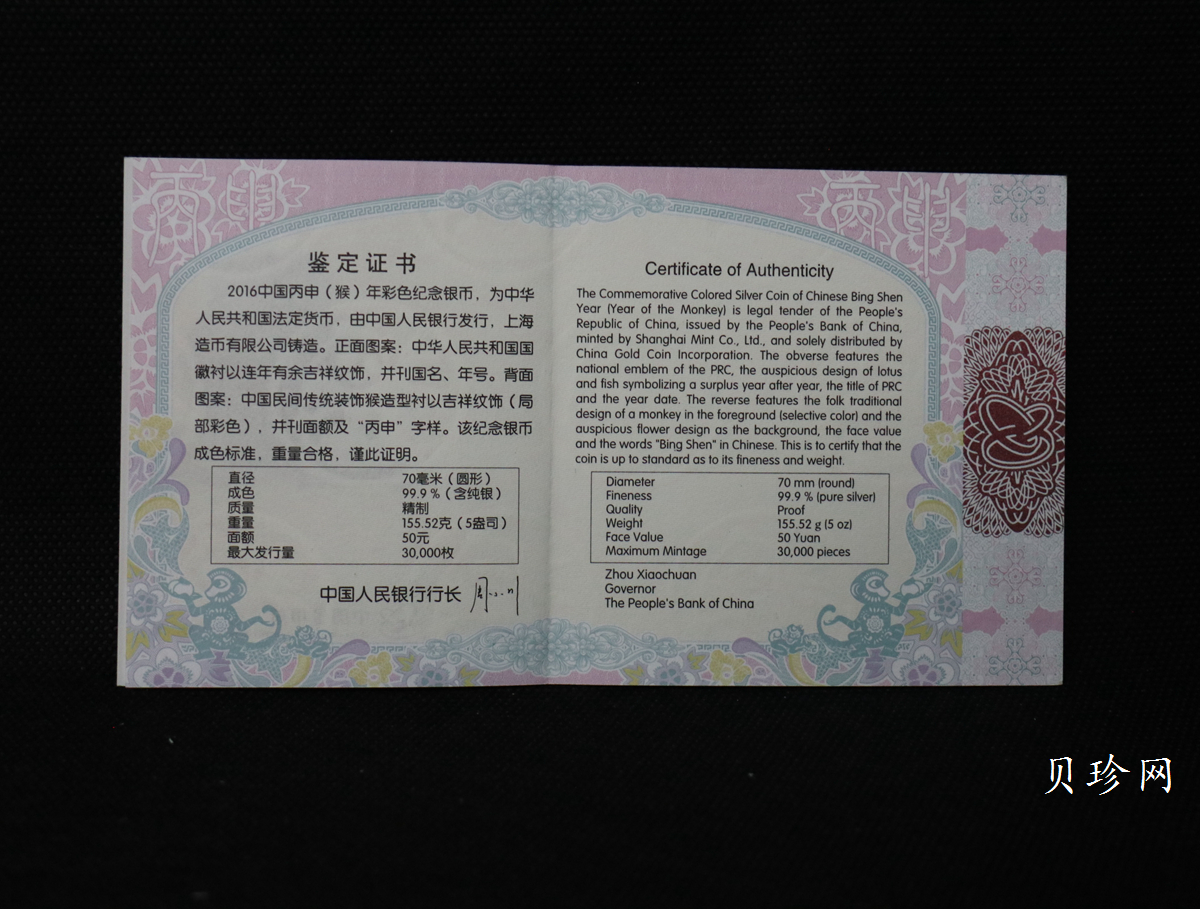 丙申
丙申
鉴定证书
2016中国丙申（猴）年彩色纪念银币，为中华
人民共和国法定货币，由中国人民银行发行，上海
造币有限公司铸造。正面图案：中华人民共和国国
徽衬以连年有余吉祥纹饰，并刊国名、年号。背面
图案：中国民间传统装饰猴造型衬以吉祥纹饰（局
部彩色），并刊面额及“丙申”字样。该纪念银币
成色标准，重量合格，谨此证明。
直径 70毫米（圆形）
成色 99.9 %（含纯银）
质量 精制
重量 155.52克（5盎司）
面额 50元
最大发行量 30,000枚
中国人民银行行长
Certificate of Authenticity
The Commemorative Colored Silver Coin of Chinese Bing Shen
Year (Year of the Monkey) is legal tender of the People's
Republic of China, issued by the People's Bank of China,
minted by Shanghai Mint Co., Ltd., and solely distributed by
China Gold Coin Incorporation. The obverse features the
national emblem of the PRC, the auspicious design of lotus
and fish symbolizing a surplus year after year, the title of PRC
and the year date. The reverse features the folk traditional
design of a monkey in the foreground (selective color) and the
auspicious flower design as the background, the face value
and the words "Bing Shen" in Chinese. This is to certify that the
coin is up to standard as to its fineness and weight.
Diameter 70 mm (round)
Fineness 99.9 % (pure silver)
Quality Proof
Weight 155.52 g (5 oz)
Face Value 50 Yuan
Maximum Mintage 30,000 pieces
Zhou Xiaochuan
Governor
The People's Bank of China
贝珍网